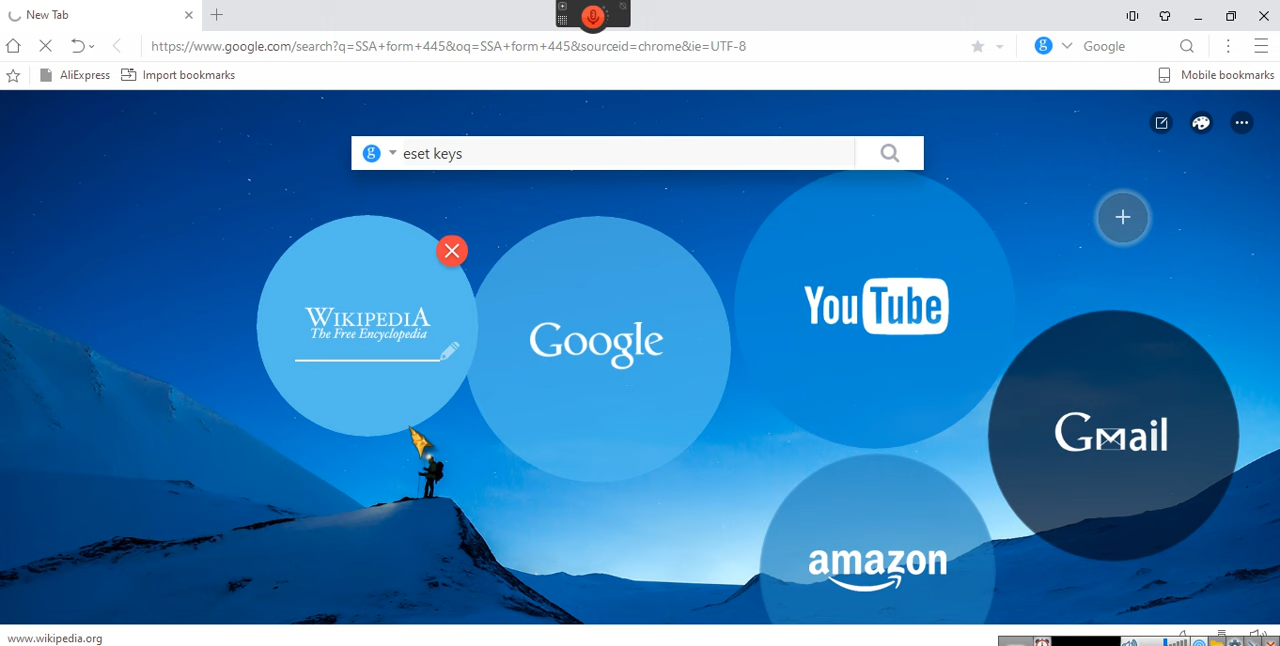 New Tab
https://www.google.com/search?q=SSA+form+445&oq=SSA+form+445&sourceid=chrome&ie=UTF-8
g
Google
AliExpress
Import bookmarks
Mobile bookmarks
g
eset keys
WIKIPEDIA
The Free Encyclopedia
Google
YouTube
Gmail
amazon
www.wikipedia.org